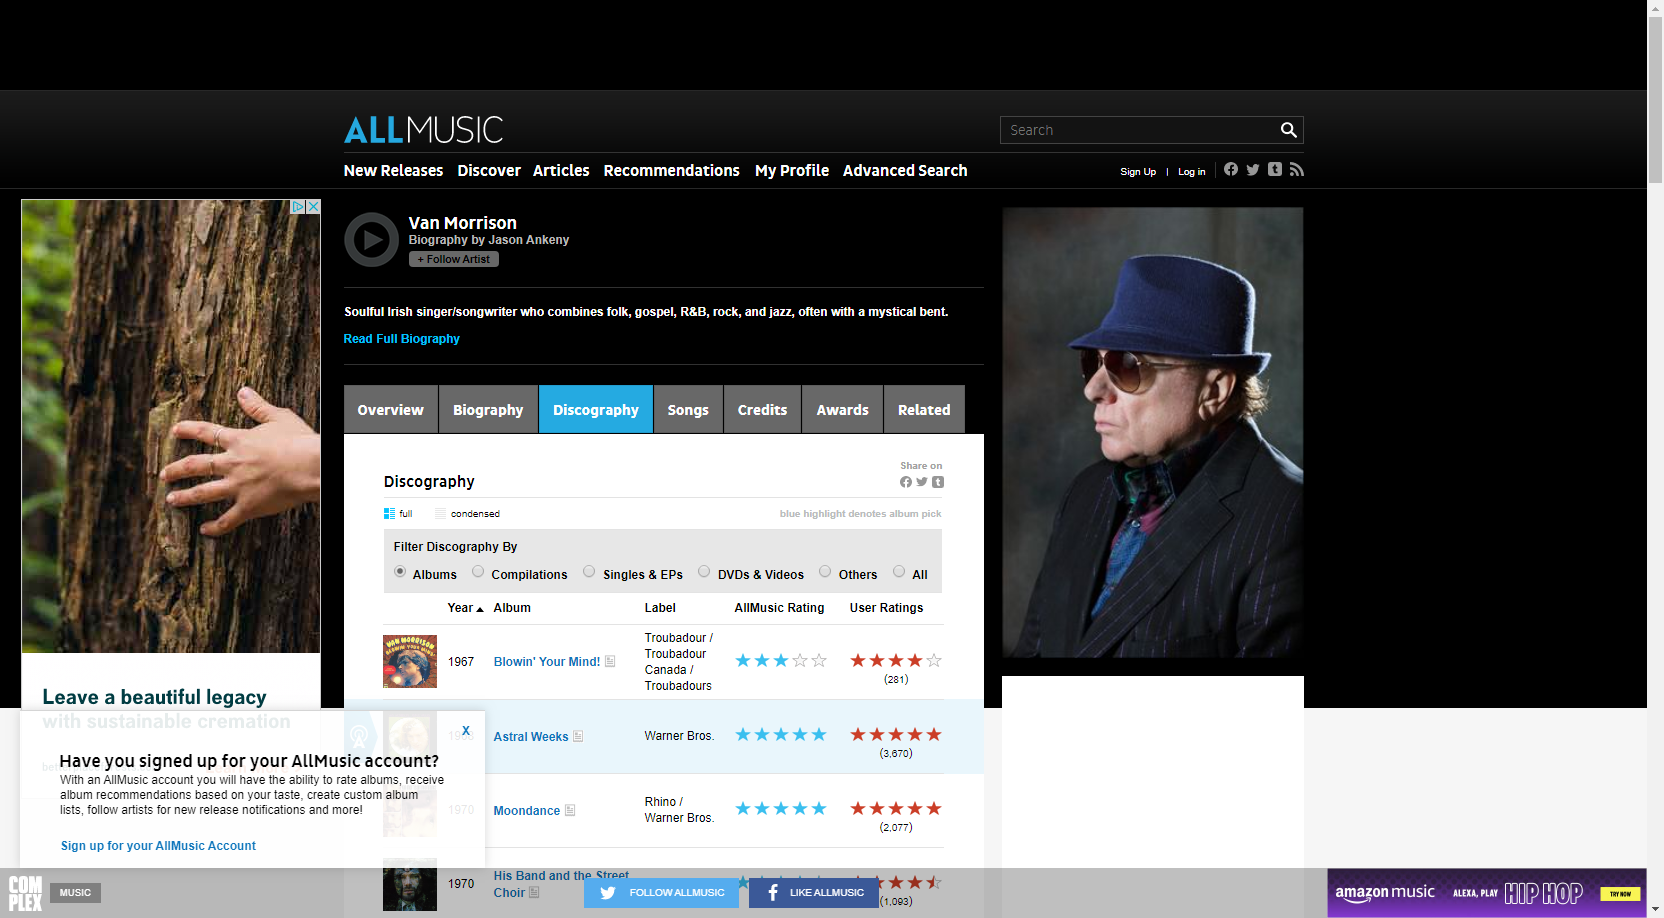 ALLMUSIC
Search
New Releases Discover Articles Recommendations My Profile Advanced Search
Sign Up | Log in
Van Morrison
Biography by Jason Ankeny
+ Follow Artist
Soulful Irish singer/songwriter who combines folk, gospel, R&B, rock, and jazz, often with a mystical bent.
Read Full Biography
Overview Biography Discography Songs Credits Awards Related
Share on
Discography
full condensed
blue highlight denotes album pick
Filter Discography By
Albums Compilations Singles & EPs DVDs & Videos Others All
Year Album Label AllMusic Rating User Ratings
VAN MORRISON
BLOWIN' YOUR MIND!
1967 Blowin' Your Mind!
Troubadour /
Troubadour
Canada /
Troubadours
(281)
Astral Weeks Warner Bros.
(3,670)
1970 Moondance
Rhino /
Warner Bros.
(2,077)
1970
His Band and the Street
Choir
(1,093)
Leave a beautiful legacy
with sustainable cremation
X
Have you signed up for your AllMusic account?
With an AllMusic account you will have the ability to rate albums, receive
album recommendations based on your taste, create custom album
lists, follow artists for new release notifications and more!
Sign up for your AllMusic Account
COMPLEX
MUSIC
FOLLOW ALLMUSIC
LIKE ALLMUSIC
amazon music
ALEXA, PLAY HIP HOP
TRY NOW